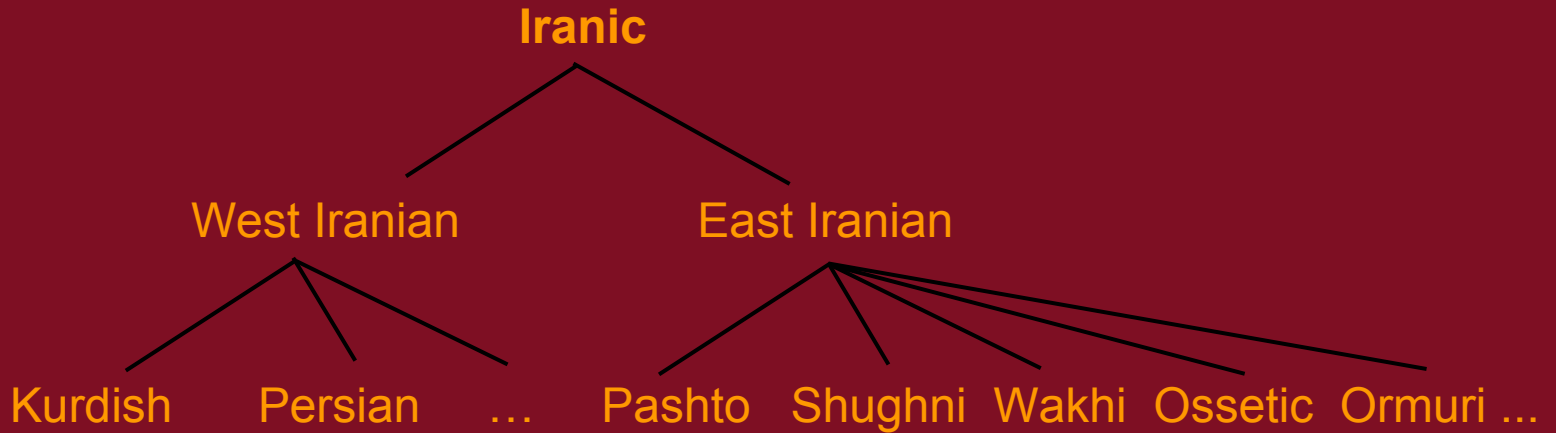 Iranic
West Iranian East Iranian
Kurdish Persian … Pashto Shughni Wakhi Ossetic Ormuri ...